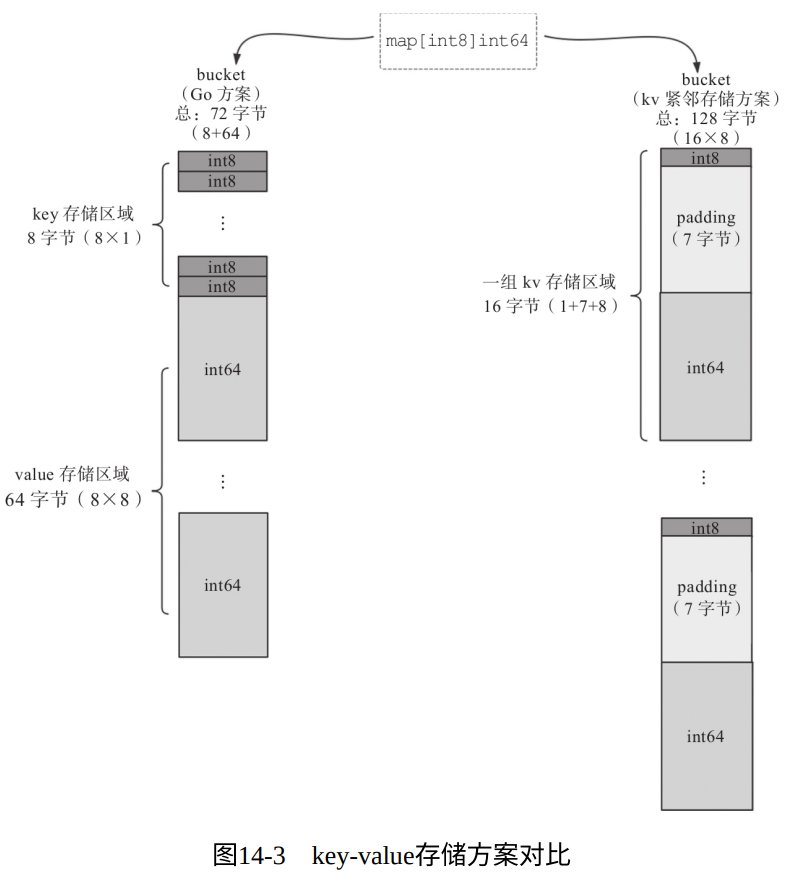 map[int8]int64
bucket
（Go 方案）
总：72 字节
（8+64）
int8
int8
⋮
key 存储区域
8 字节（8×1）
int8
int8
int64
value 存储区域
64 字节（8×8）
⋮
int64
bucket
（kv 紧邻存储方案）
总：128 字节
（16×8）
int8
padding
（7 字节）
一组 kv 存储区域
16 字节（1+7+8）
int64
⋮
int8
padding
（7 字节）
int64
图14-3 key-value存储方案对比